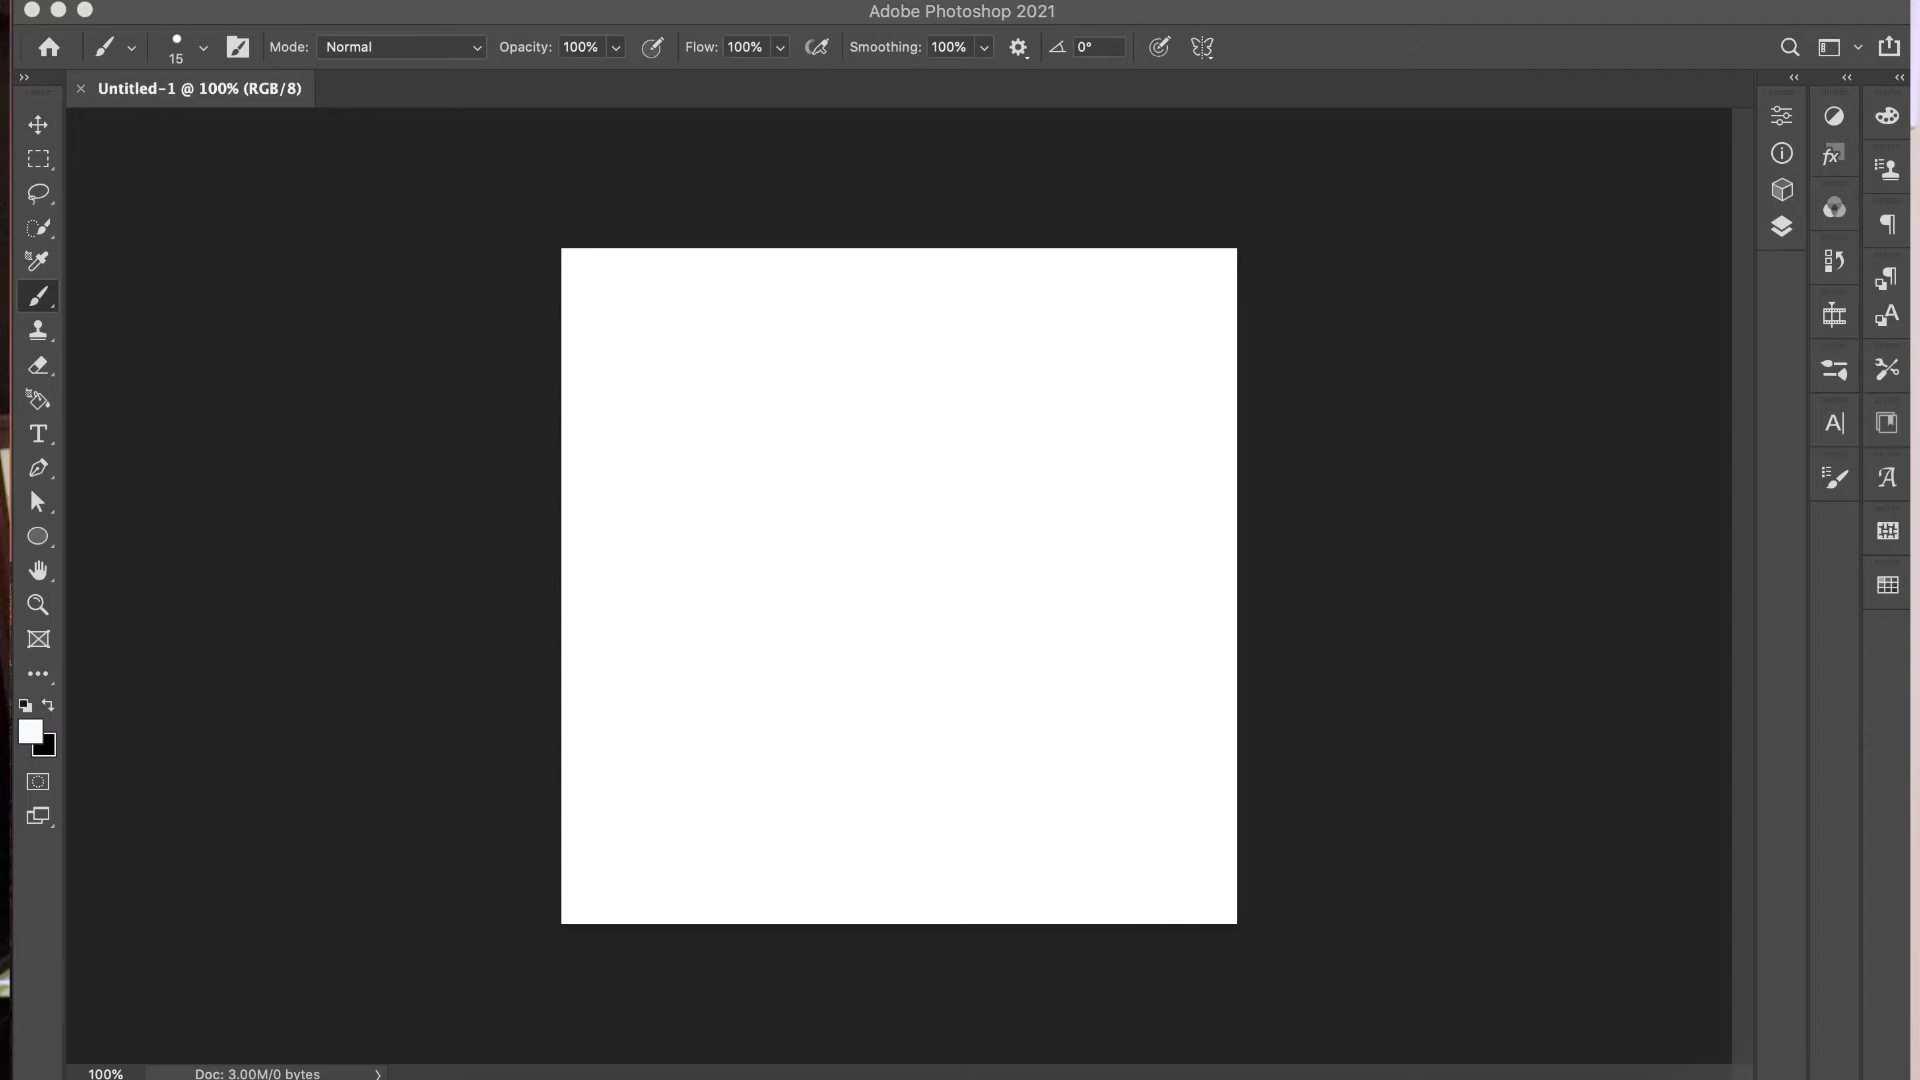 Adobe Photoshop 2021
15 Mode: Normal Opacity: 100% Flow: 100% Smoothing: 100% 0°
Untitled-1 @ 100% (RGB/8)
100% Doc: 3.00M/0 bytes